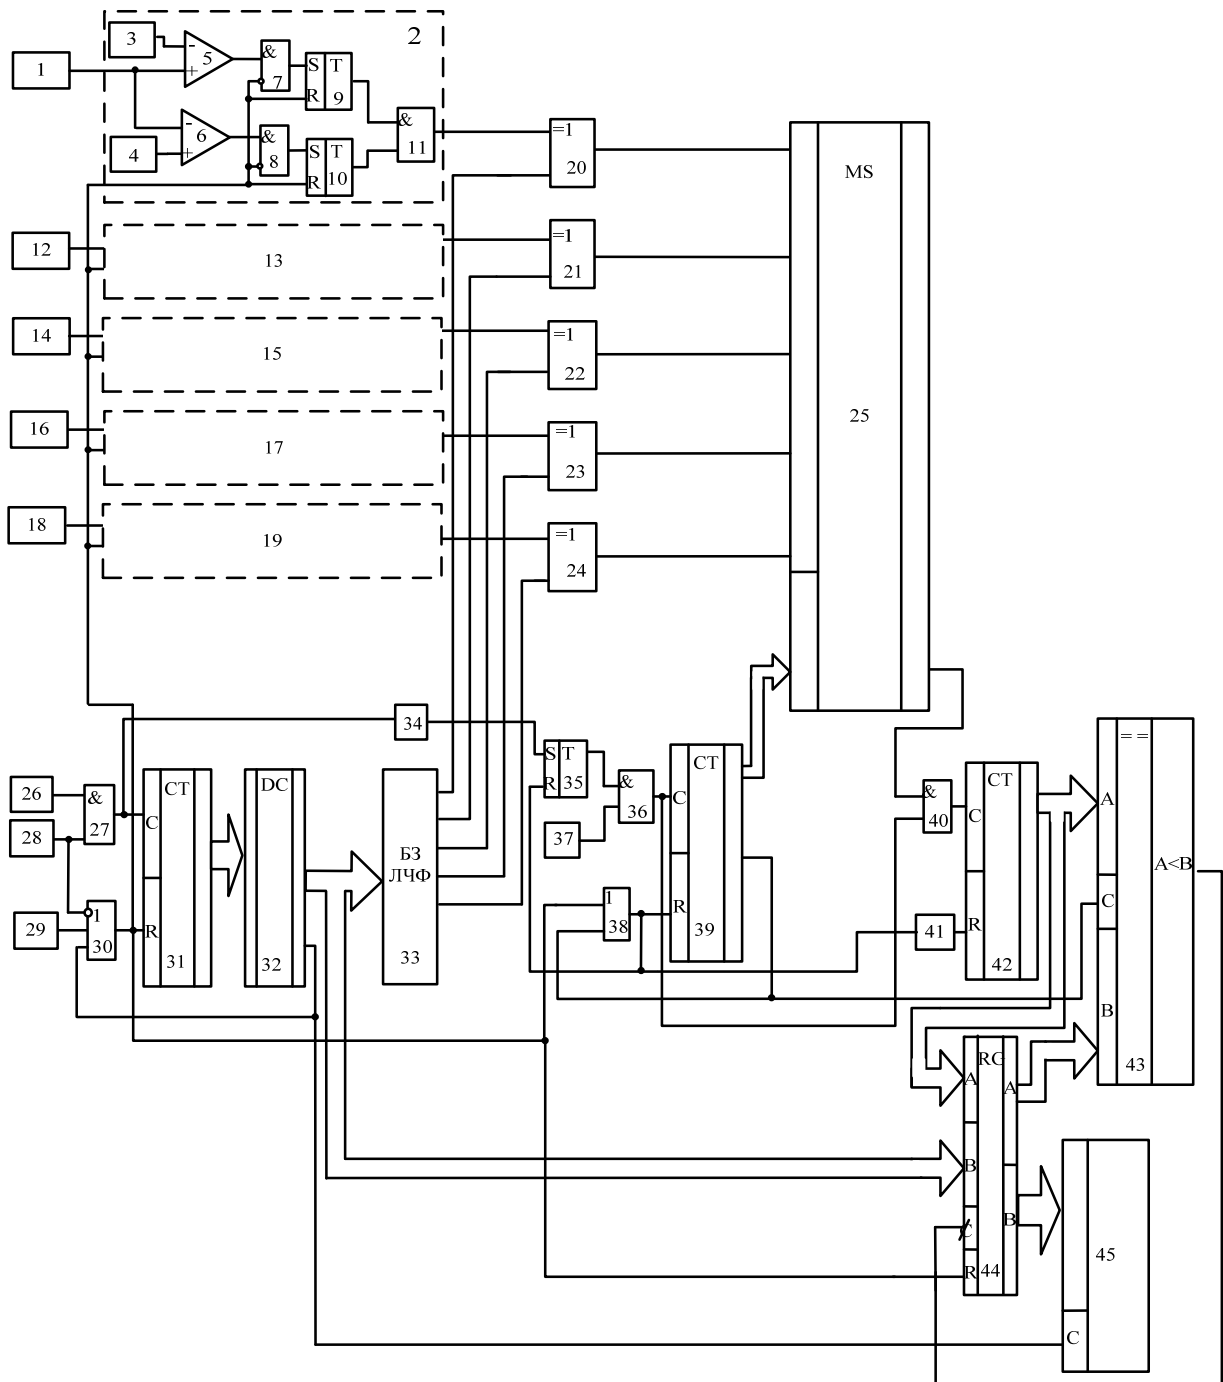 2
3
-
5
+
1
&
7
S T
R 9
-
6
+
4
&
8
S T
R 10
&
11
=1
20
MS
12
13
=1
21
14
15
=1
22
16
17
=1
23
25
18
19
=1
24
34
26
28
&
27
29
1
30
CT
C
R
31
DC
32
БЗ
ЛЧФ
33
S T
R 35
&
36
37
1
38
CT
C
R
39
&
40
41
CT
C
R
42
= =
A
C
B
A<B
43
RG
A
B
C
R
A
B
44
45
C